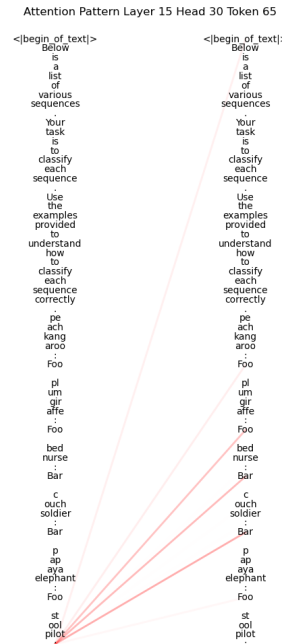 Attention Pattern Layer 15 Head 30 Token 65
<|begin_of_text|>
Below
is
a
list
of
various
sequences
.
Your
task
is
to
classify
each
sequence
.
Use
the
examples
provided
to
understand
how
to
classify
each
sequence
correctly
.
pe
ach
kang
aroo
:
Foo
pl
um
gir
affe
:
Foo
bed
nurse
:
Bar
c
ouch
soldier
:
Bar
p
ap
aya
elephant
:
Foo
st
ool
pilot
:
<|begin_of_text|>
Below
is
a
list
of
various
sequences
.
Your
task
is
to
classify
each
sequence
.
Use
the
examples
provided
to
understand
how
to
classify
each
sequence
correctly
.
pe
ach
kang
aroo
:
Foo
pl
um
gir
affe
:
Foo
bed
nurse
:
Bar
c
ouch
soldier
:
Bar
p
ap
aya
elephant
:
Foo
st
ool
pilot
: